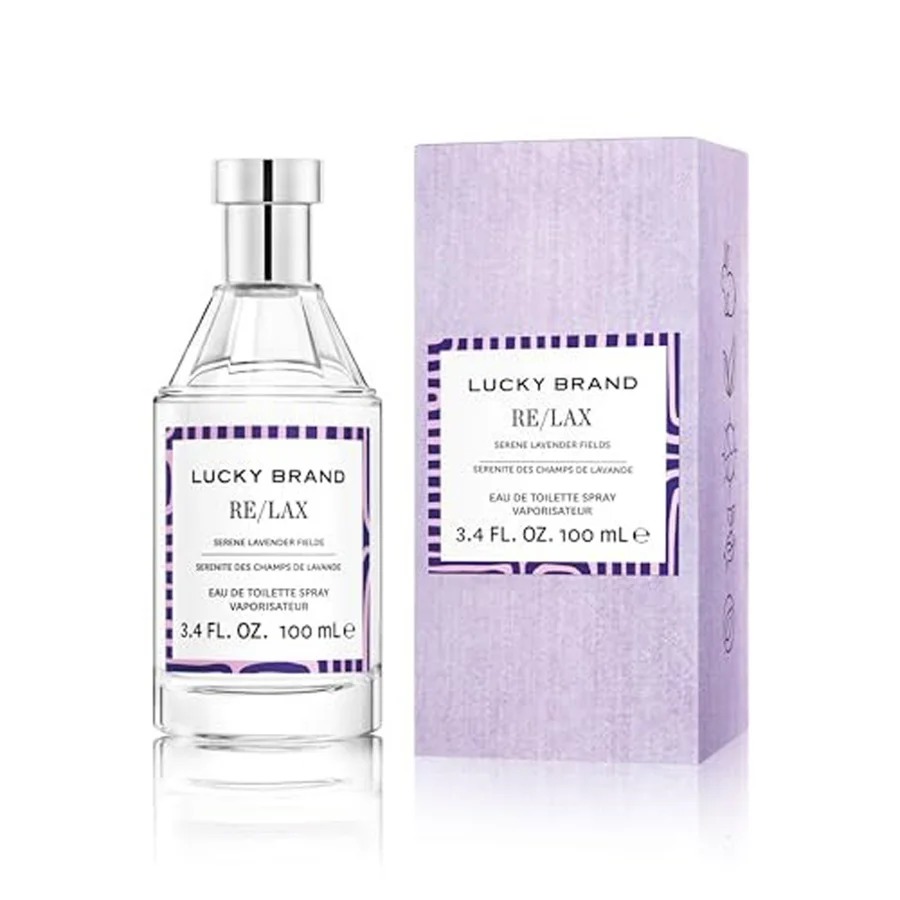 LUCKY BRAND
RE/LAX
SERENE LAVENDER FIELDS
SERENITE DES CHAMPS DE LAVANDE
EAU DE TOILETTE SPRAY
VAPORISATEUR
3.4 FL. OZ. 100 mL ℮
LUCKY BRAND
RE/LAX
SERENE LAVENDER FIELDS
SERENITE DES CHAMPS DE LAVANDE
EAU DE TOILETTE SPRAY
VAPORISATEUR
3.4 FL. OZ. 100 mL ℮